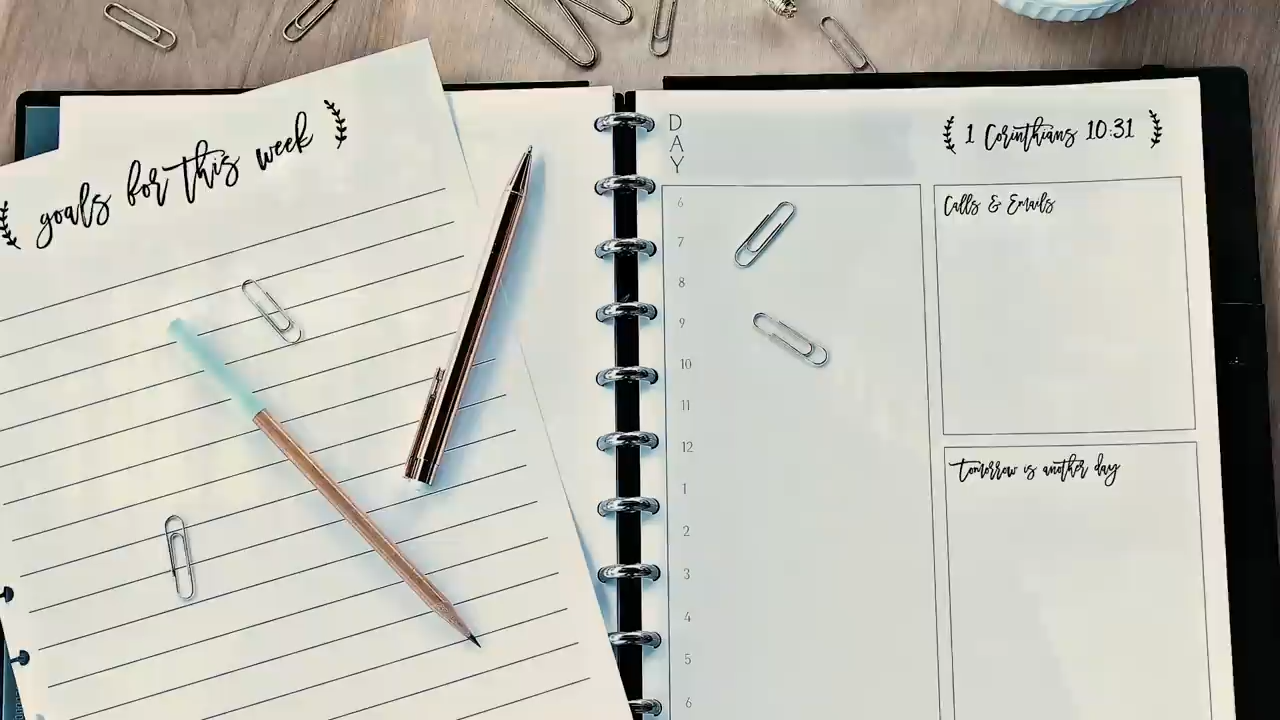 goals for this week
DAY
1 Corinthians 10:31
6
7
8
9
10
11
12
1
2
3
4
5
6
Calls & Emails
Tomorrow is another day